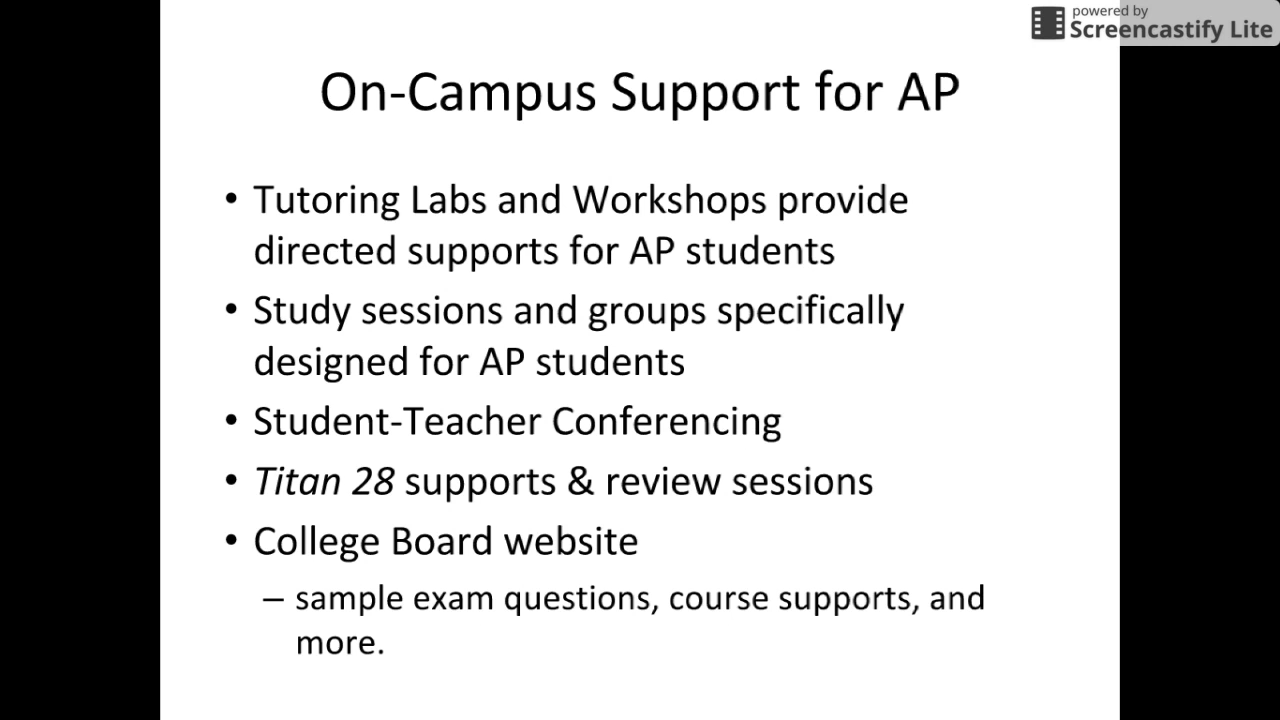 powered by
Screencastify Lite
On-Campus Support for AP
• Tutoring Labs and Workshops provide
directed supports for AP students
• Study sessions and groups specifically
designed for AP students
• Student-Teacher Conferencing
• Titan 28 supports & review sessions
• College Board website
– sample exam questions, course supports, and
more.